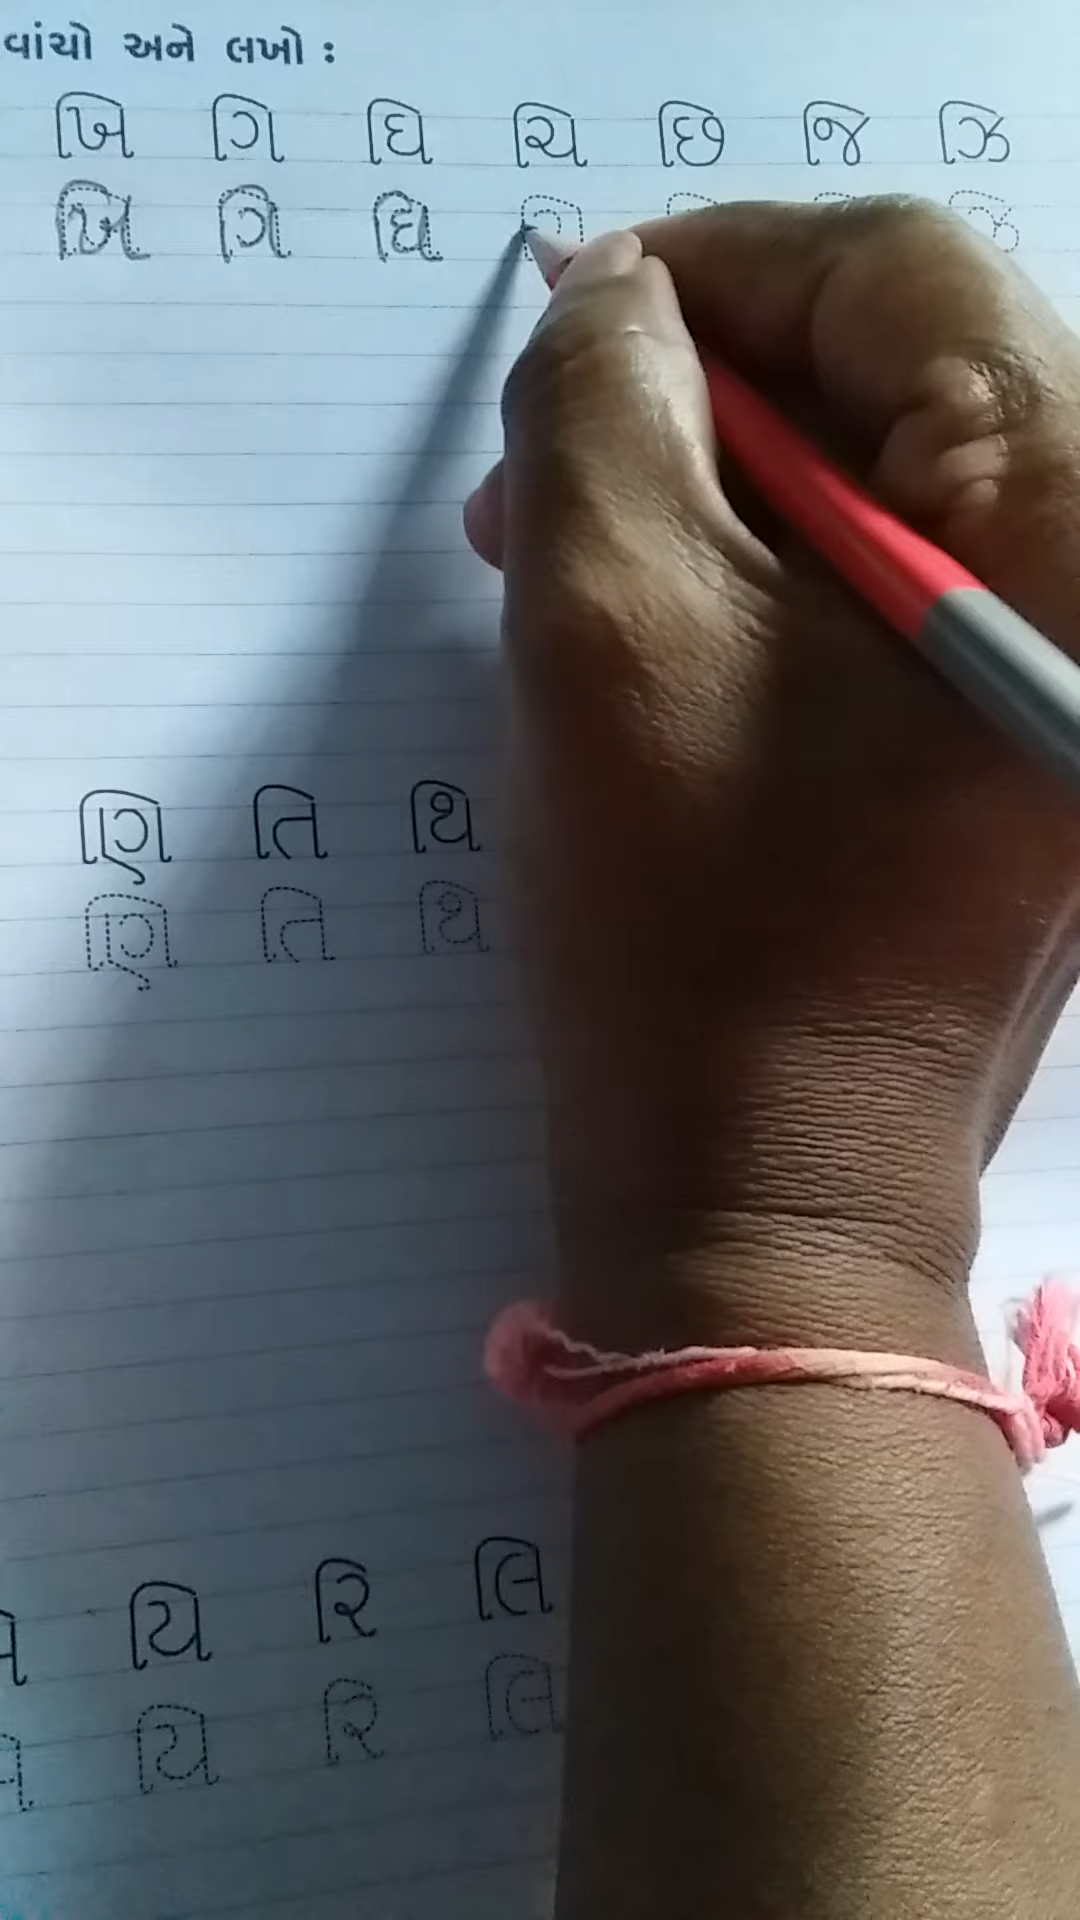 વાંચો અને લખો :
ખિ ગિ ઘિ ચિ છિ જિ ઝિ
ખિ ગિ ઘિ
ણિ તિ થિ
ણિ તિ થિ
યિ રિ લિ
યિ રિ લિ